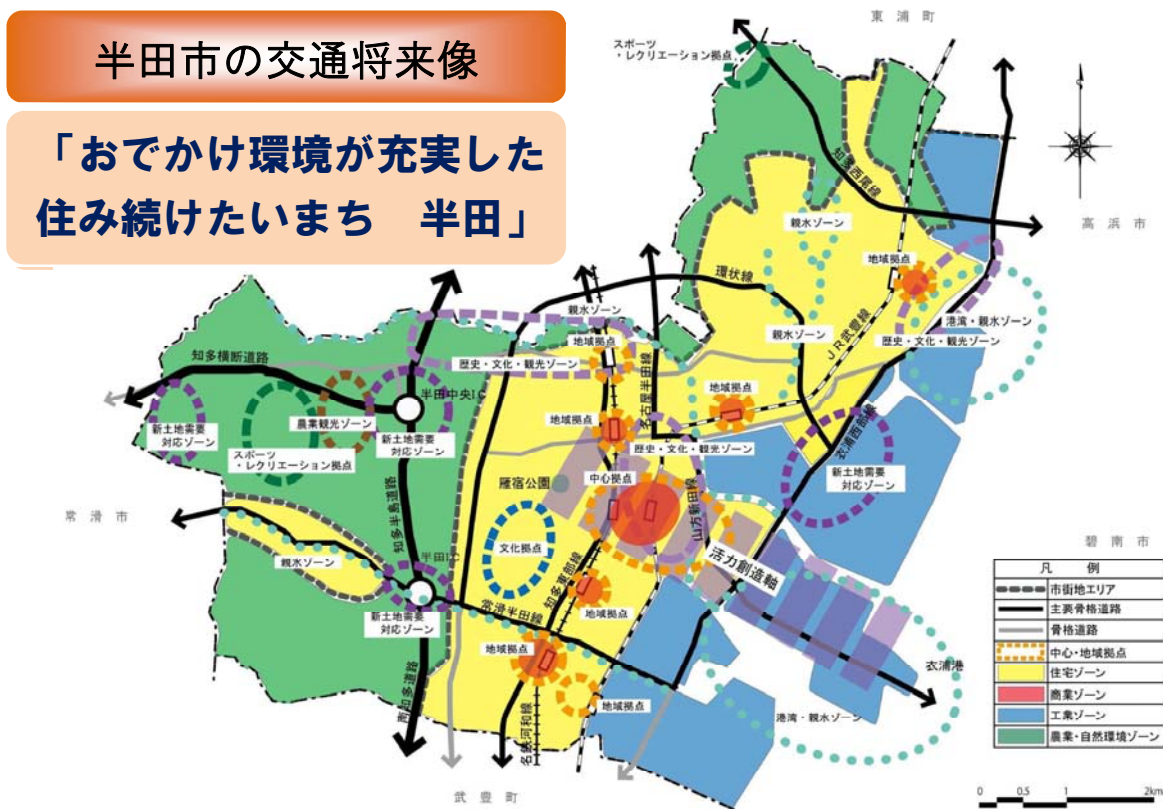 半田市の交通将来像
「おでかけ環境が充実した
住み続けたいまち　半田」
東浦町
スポーツ
・レクリエーション拠点
知多西尾線
高浜市
親水ゾーン
地域拠点
環状線
親水ゾーン
親水ゾーン
JR武豊線
港湾・親水ゾーン
歴史・文化・観光ゾーン
地域拠点
歴史・文化・観光ゾーン
名古屋半田線
知多横断道路
半田中央IC
地域拠点
農業観光ゾーン
新土地需要
対応ゾーン
新土地需要
対応ゾーン
スポーツ
・レクリエーション拠点
地域拠点
歴史・文化・観光ゾーン
衣浦西部線
新土地需要
対応ゾーン
中心拠点
雁宿公園
山方新田線
知多半島道路
常滑市
文化拠点
活力創造軸
碧南市
半田IC
親水ゾーン
知多東部線
常滑半田線
新土地需要
対応ゾーン
地域拠点
地域拠点
衣浦港
南知多道路
地域拠点
港湾・親水ゾーン
名鉄河和線
武豊町
凡例
市街地エリア
主要骨格道路
骨格道路
中心・地域拠点
住宅ゾーン
商業ゾーン
工業ゾーン
農業・自然環境ゾーン
0 0.5 1 2km